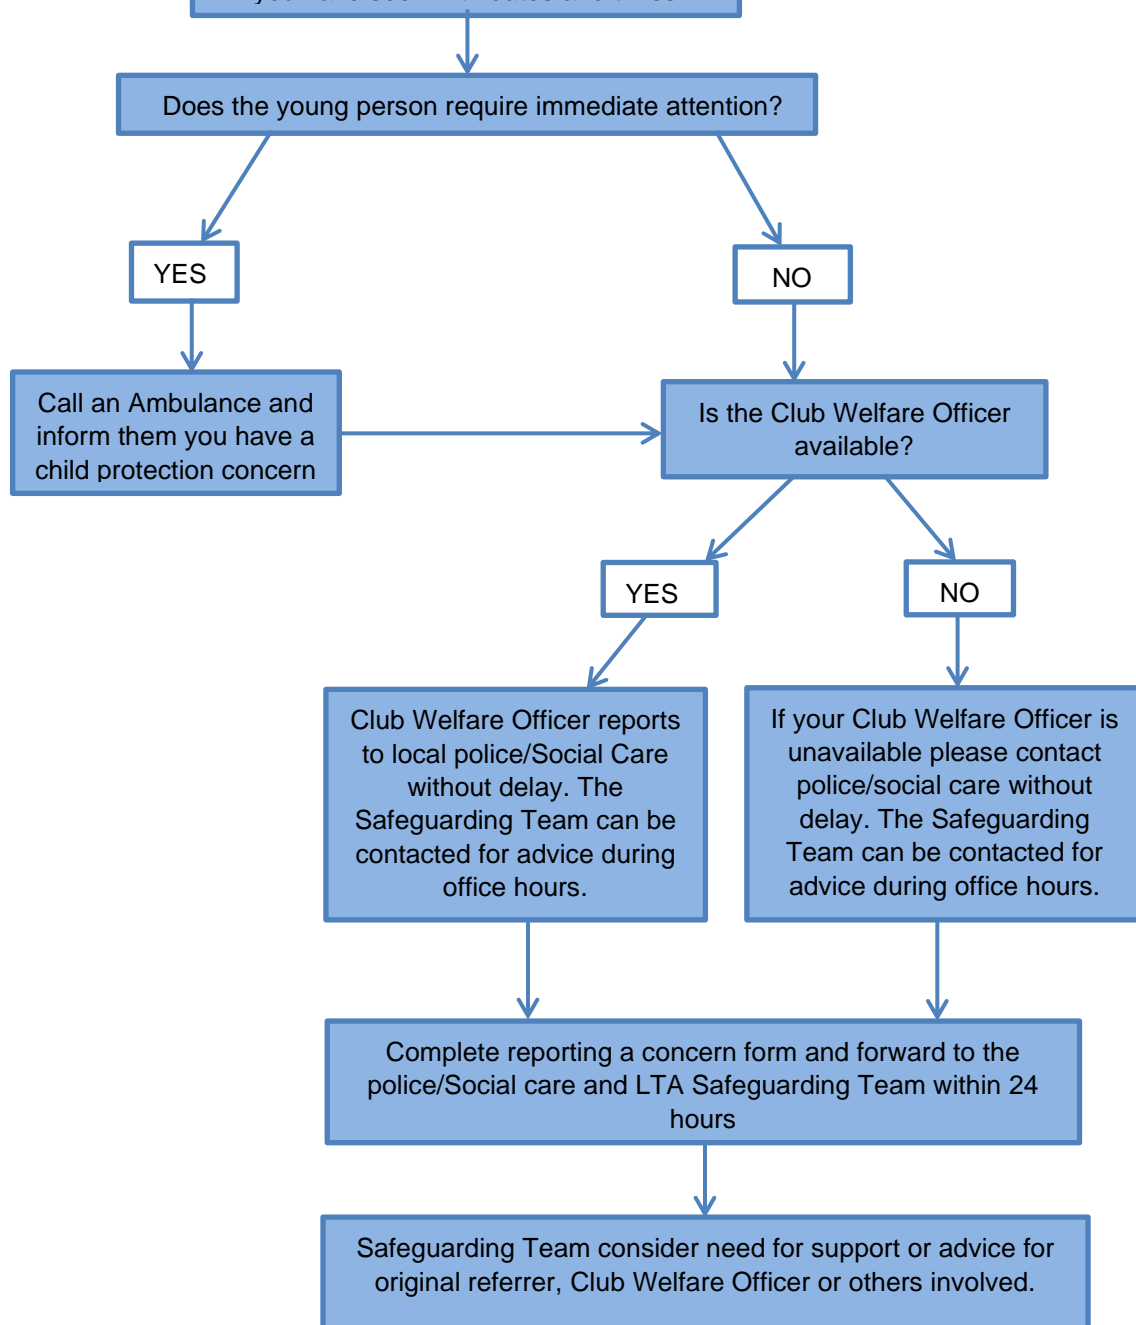 Does the young person require immediate attention?
YES
NO
Call an Ambulance and
inform them you have a
child protection concern
Is the Club Welfare Officer
available?
YES
NO
Club Welfare Officer reports
to local police/Social Care
without delay. The
Safeguarding Team can be
contacted for advice during
office hours.
If your Club Welfare Officer is
unavailable please contact
police/social care without
delay. The Safeguarding
Team can be contacted for
advice during office hours.
Complete reporting a concern form and forward to the
police/Social care and LTA Safeguarding Team within 24
hours
Safeguarding Team consider need for support or advice for
original referrer, Club Welfare Officer or others involved.